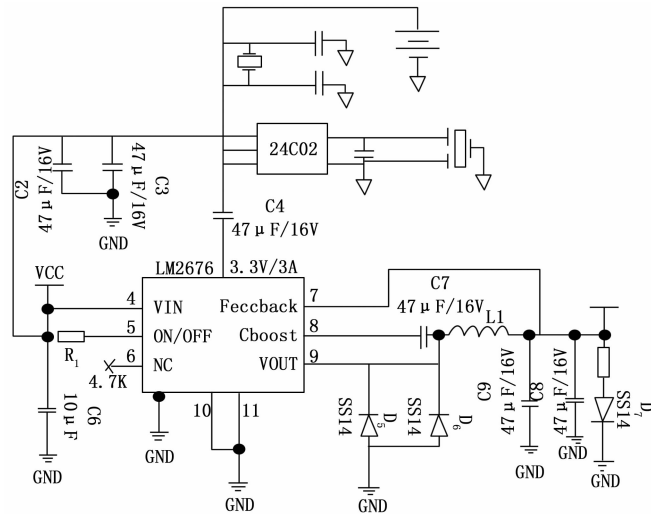 24C02
C2
47μF/16V
47μF/16V
C3
GND
C4
47μF/16V
LM2676
3.3V/3A
VCC
4
VIN
Feccback
7
5
ON/OFF
Cboost
8
6
NC
VOUT
9
R1
4.7K
10μF
C6
GND
GND
10
11
GND
C7
47μF/16V
L1
SS14
D5
SS14
D6
GND
C9
47μF/16V
C8
47μF/16V
GND
GND
SS14
D7
GND